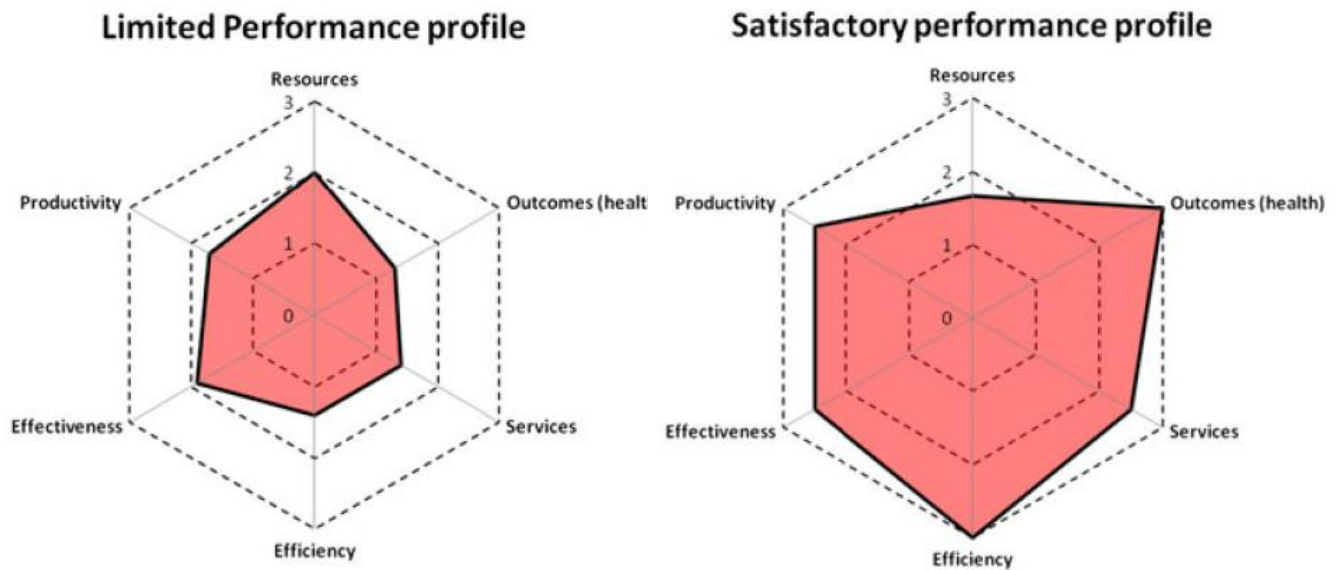 Limited Performance profile
Resources
3
2
1
0
Productivity
Outcomes (healt
Effectiveness
Services
Efficiency
Satisfactory performance profile
Resources
3
2
1
0
Productivity
Outcomes (health)
Effectiveness
Services
Efficiency